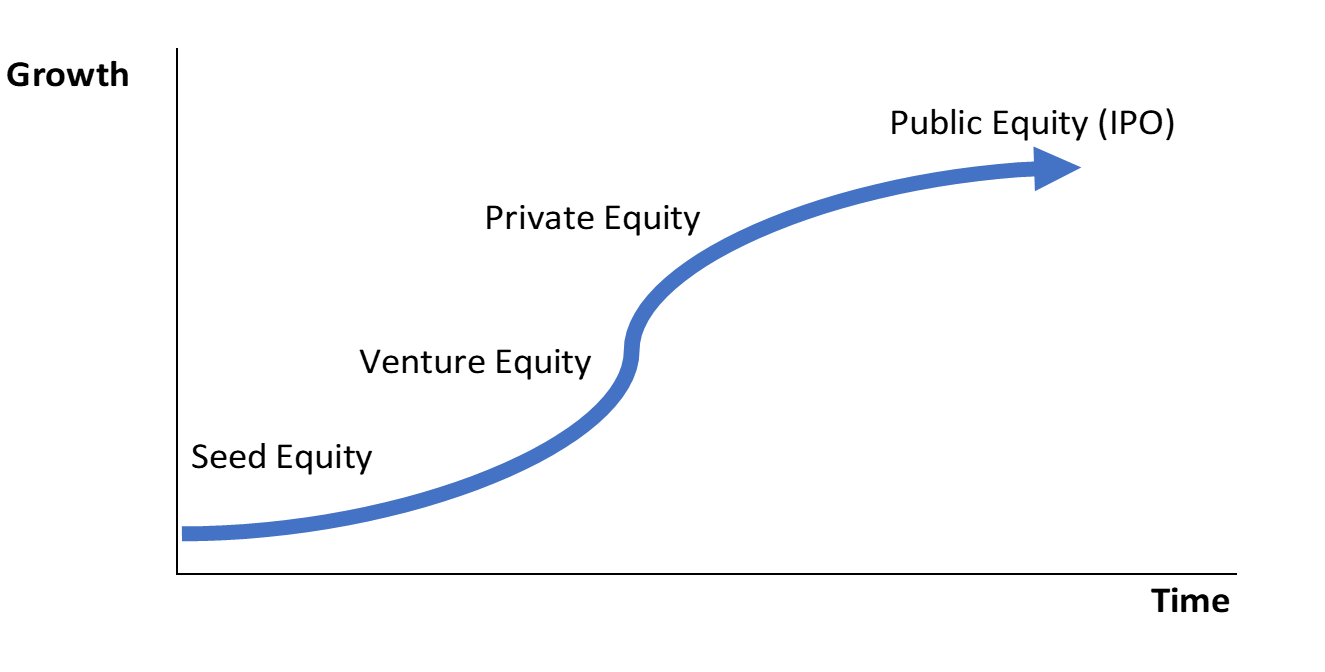 Growth
Public Equity (IPO)
Private Equity
Venture Equity
Seed Equity
Time